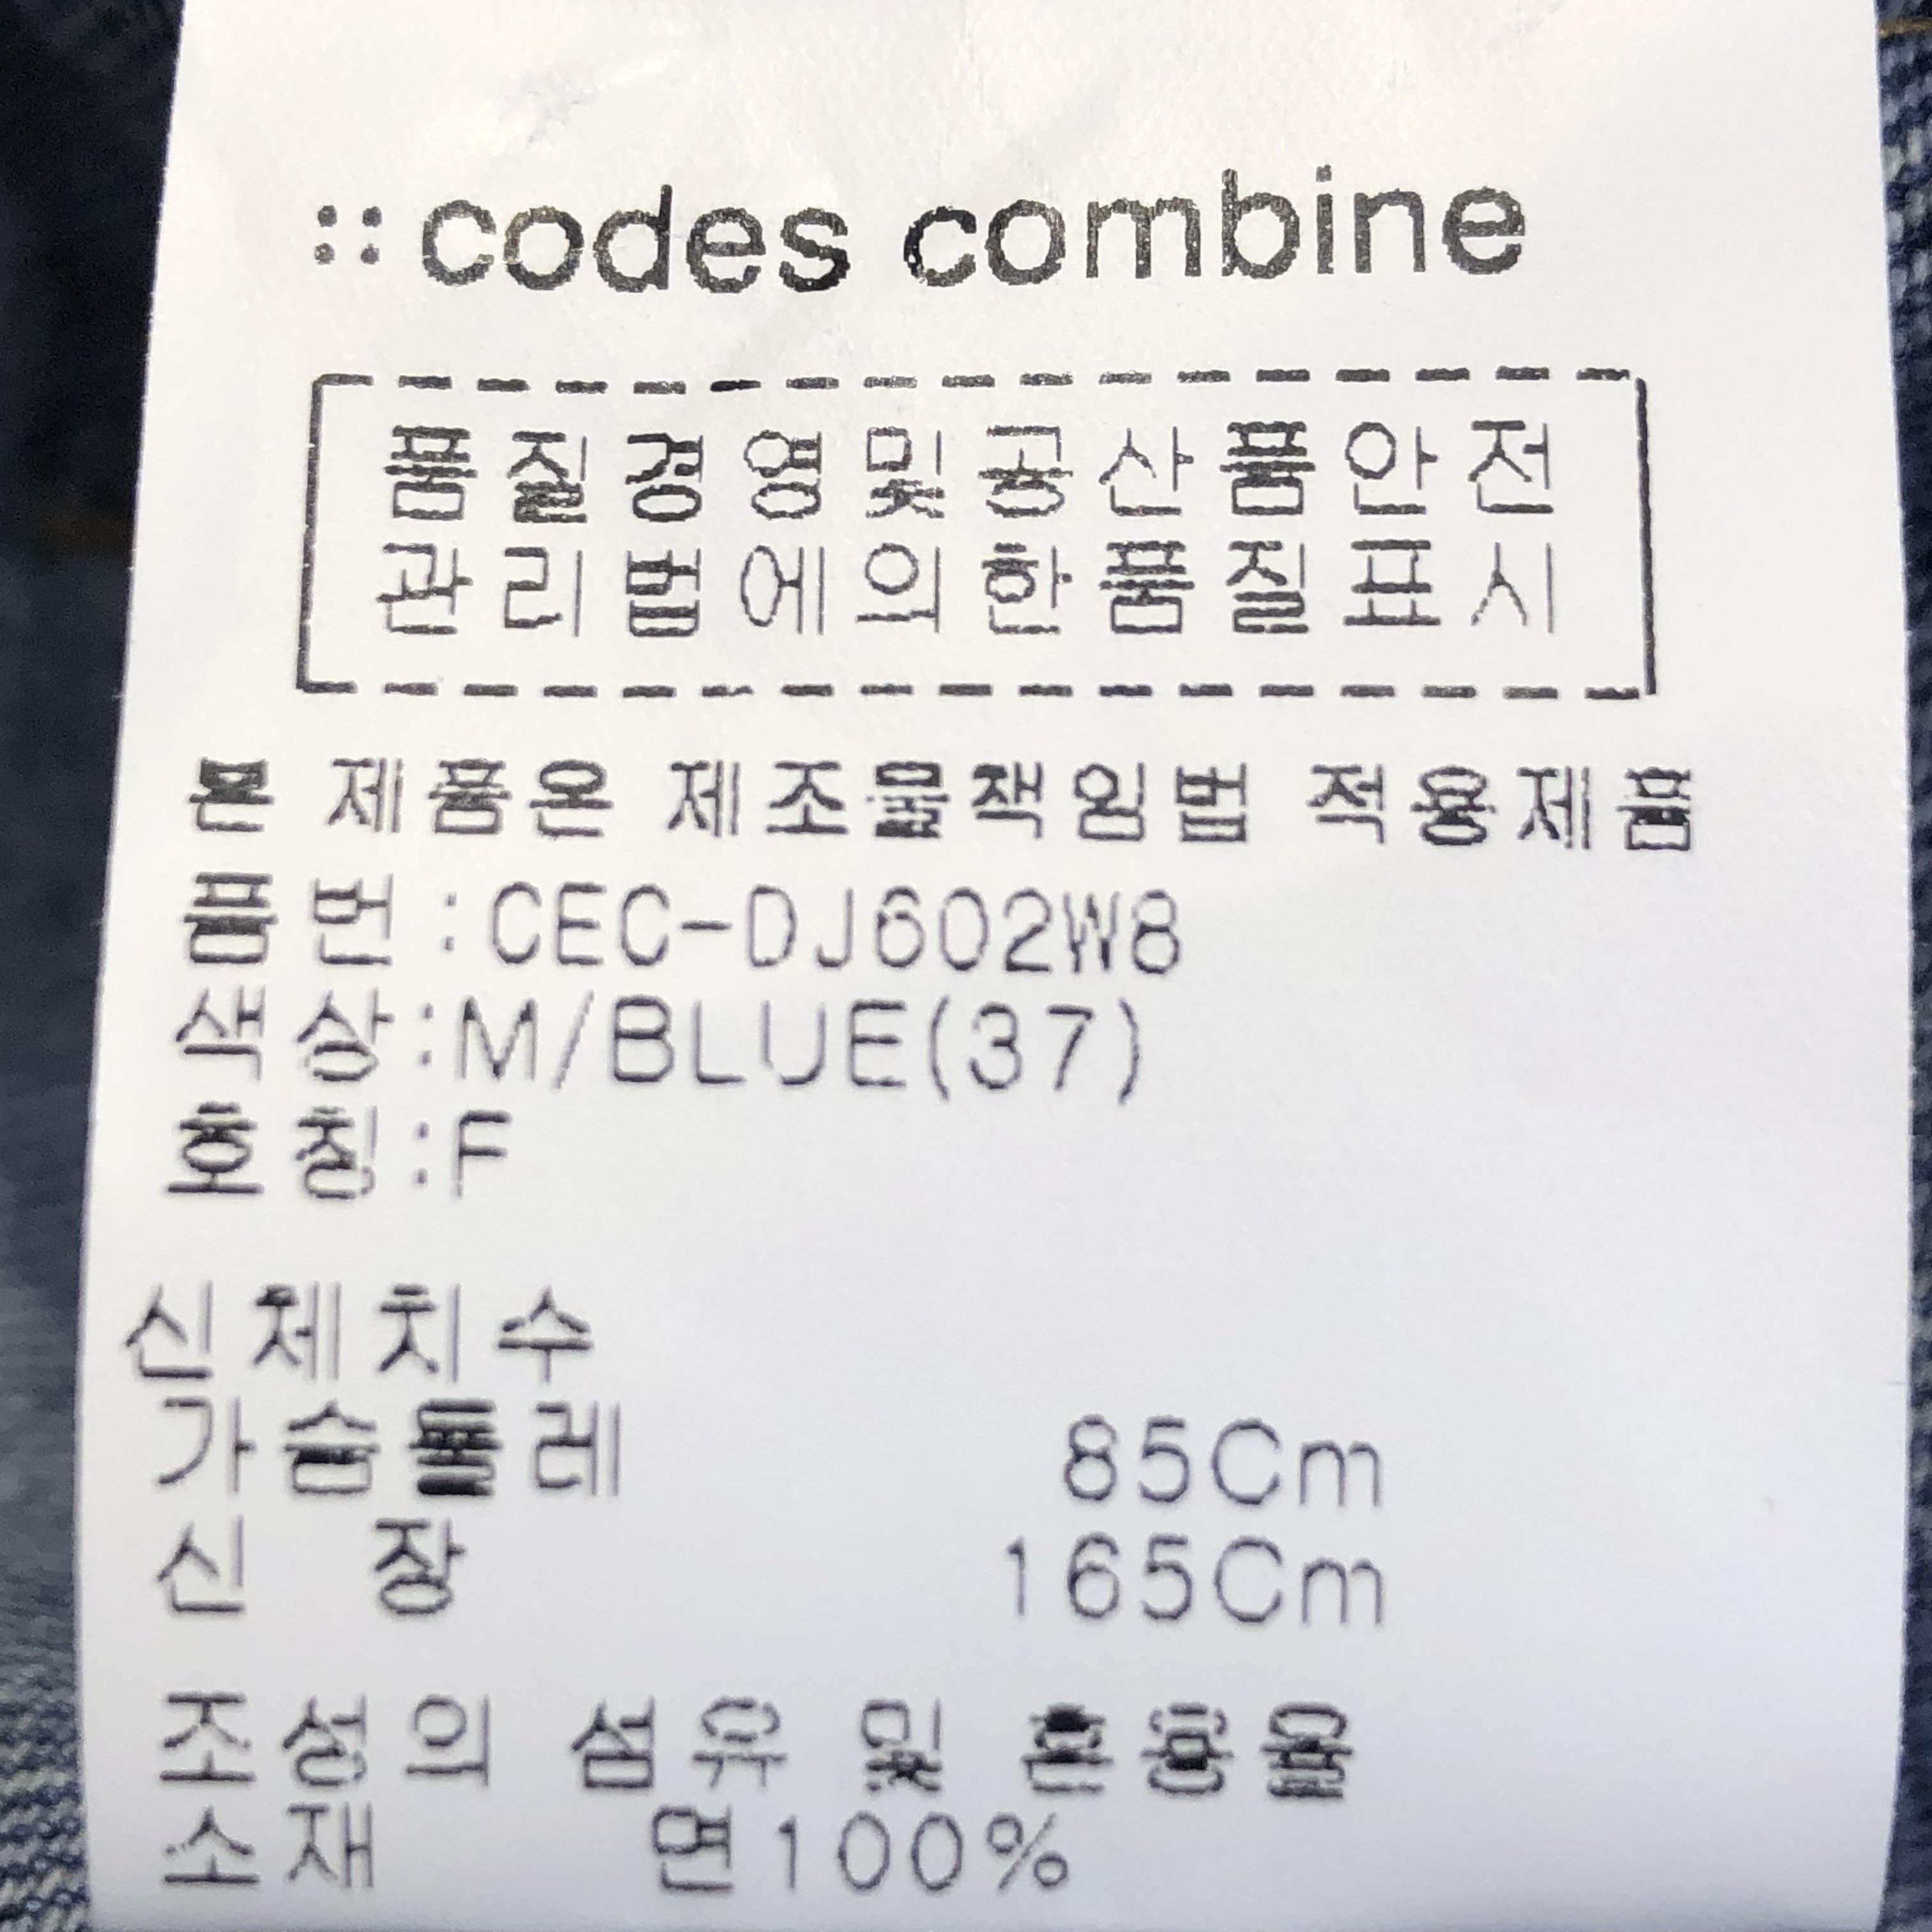 ::codes combine
품질경영및공산품안전
관리법에의한품질표시
본 제품은 제조물책임법 적용제품
품번:CEC-DJ602W8
색상:M/BLUE(37)
호칭:F
신체치수
가슴둘레 85Cm
신 장 165Cm
조성의 섬유 및 혼용율
소재 면100%